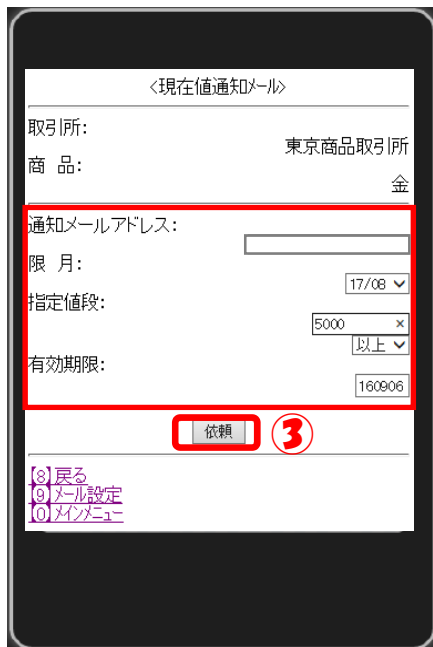 <現在値通知メール>
取引所:
東京商品取引所
商 品:
金
通知メールアドレス:
限 月:
17/08
指定値段:
5000 ×
以上
有効期限:
160906
依頼 ③
【8】戻る
【9】メール設定
【0】メインメニュー